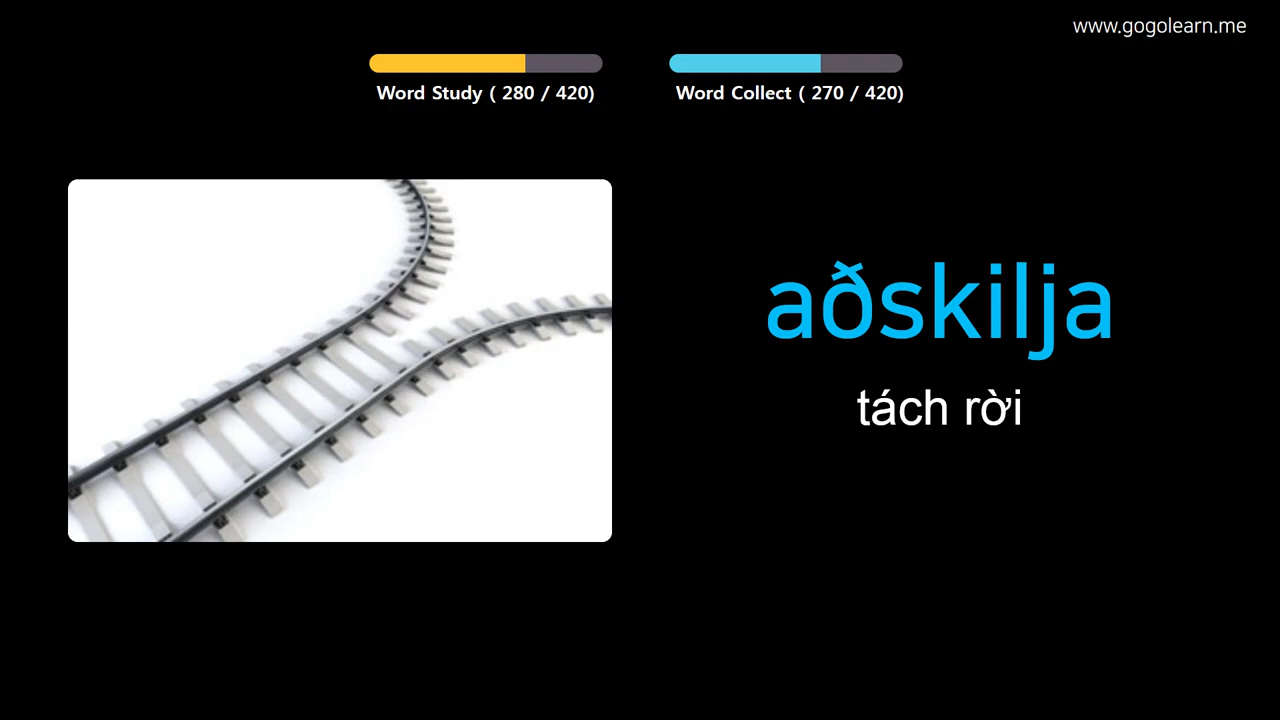 www.gogolearn.me
Word Study ( 280 / 420)
Word Collect ( 270 / 420)
aðskilja
tách rời